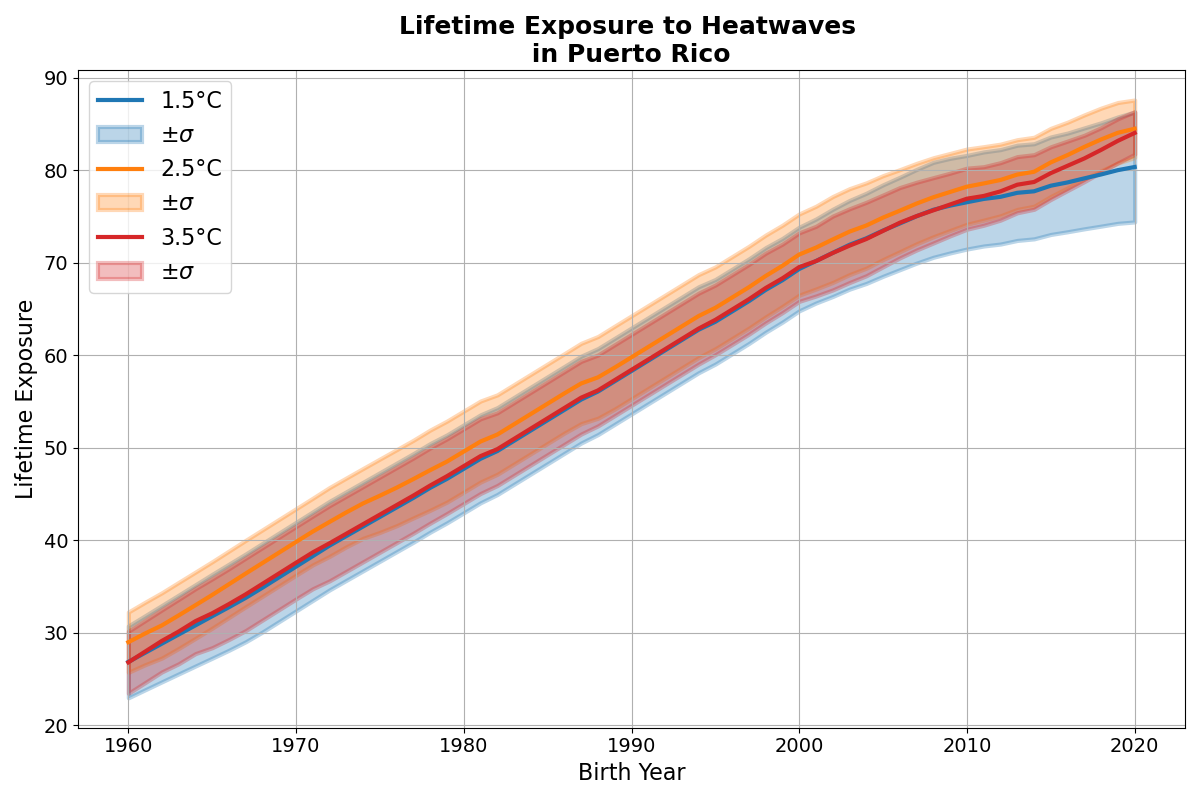 Lifetime Exposure to Heatwaves
in Puerto Rico
1.5°C
±σ
2.5°C
±σ
3.5°C
±σ
Lifetime Exposure
90
80
70
60
50
40
30
20
1960 1970 1980 1990 2000 2010 2020
Birth Year